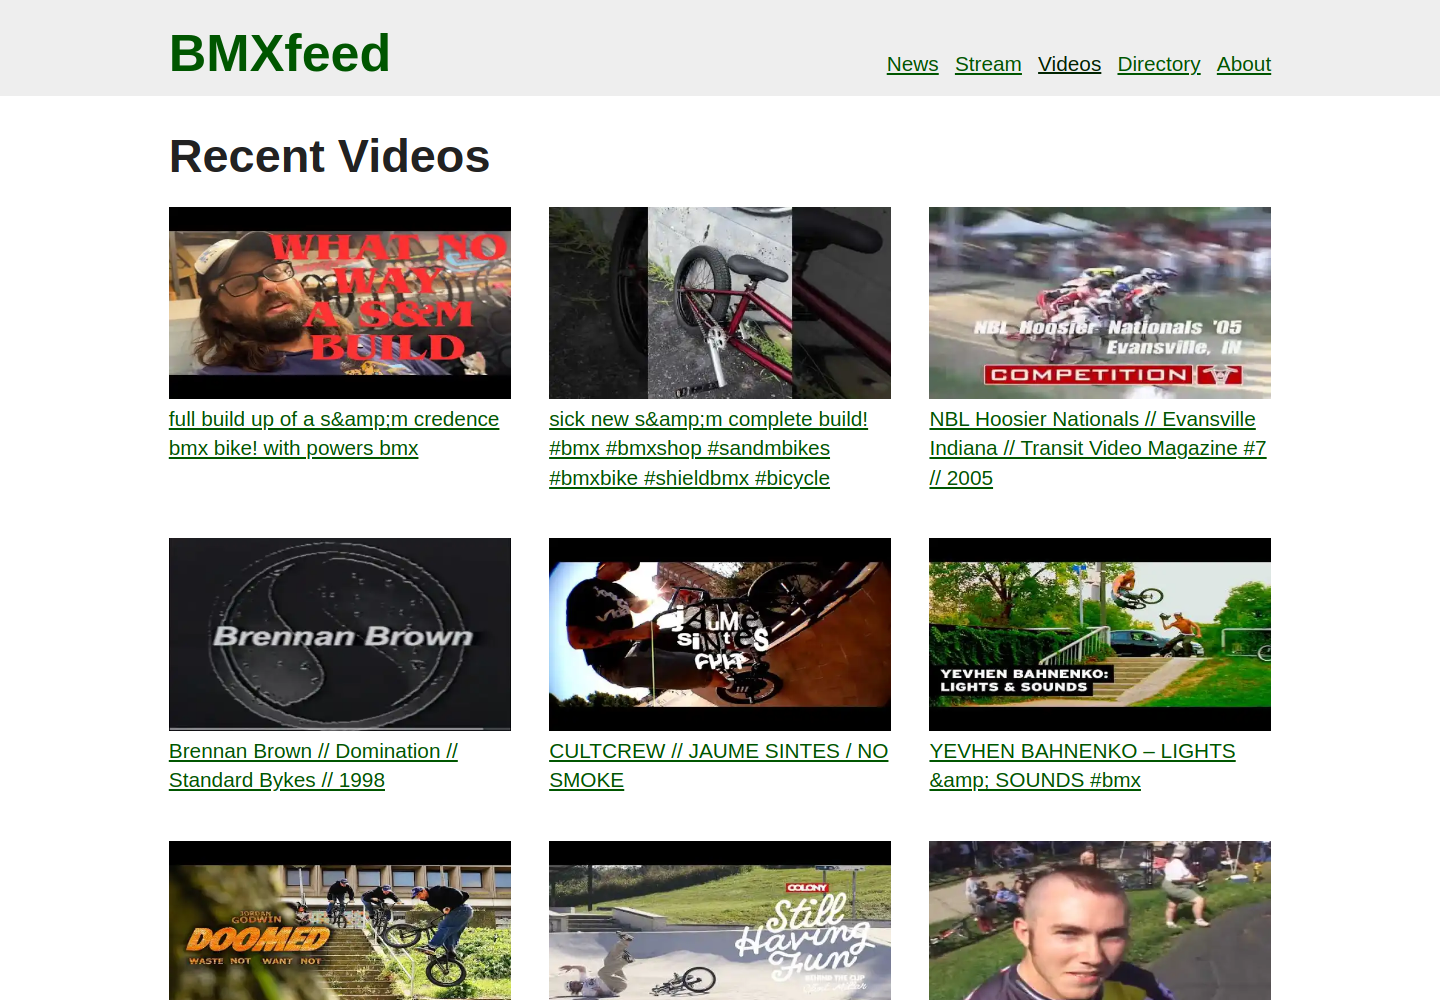 BMXfeed
News Stream Videos Directory About
Recent Videos
WHAT NO
WAY
A S&M
BUILD
NBL Hoosier Nationals '05
Evansville, IN
COMPETITION
full build up of a s&amp;m credence
bmx bike! with powers bmx
sick new s&amp;m complete build!
#bmx #bmxshop #sandmbikes
#bmxbike #shieldbmx #bicycle
NBL Hoosier Nationals // Evansville
Indiana // Transit Video Magazine #7
// 2005
Brennan Brown
JAUMe
SiNteS
CULT
YEVHEN BAHNENKO:
LIGHTS & SOUNDS
Brennan Brown // Domination //
Standard Bykes // 1998
CULTCREW // JAUME SINTES / NO
SMOKE
YEVHEN BAHNENKO – LIGHTS
&amp; SOUNDS #bmx
JORDAN
GODWIN
DOOMED
WASTE NOT WANT NOT
COLONY
Still
Having
Fun
BEHIND THE CLIP